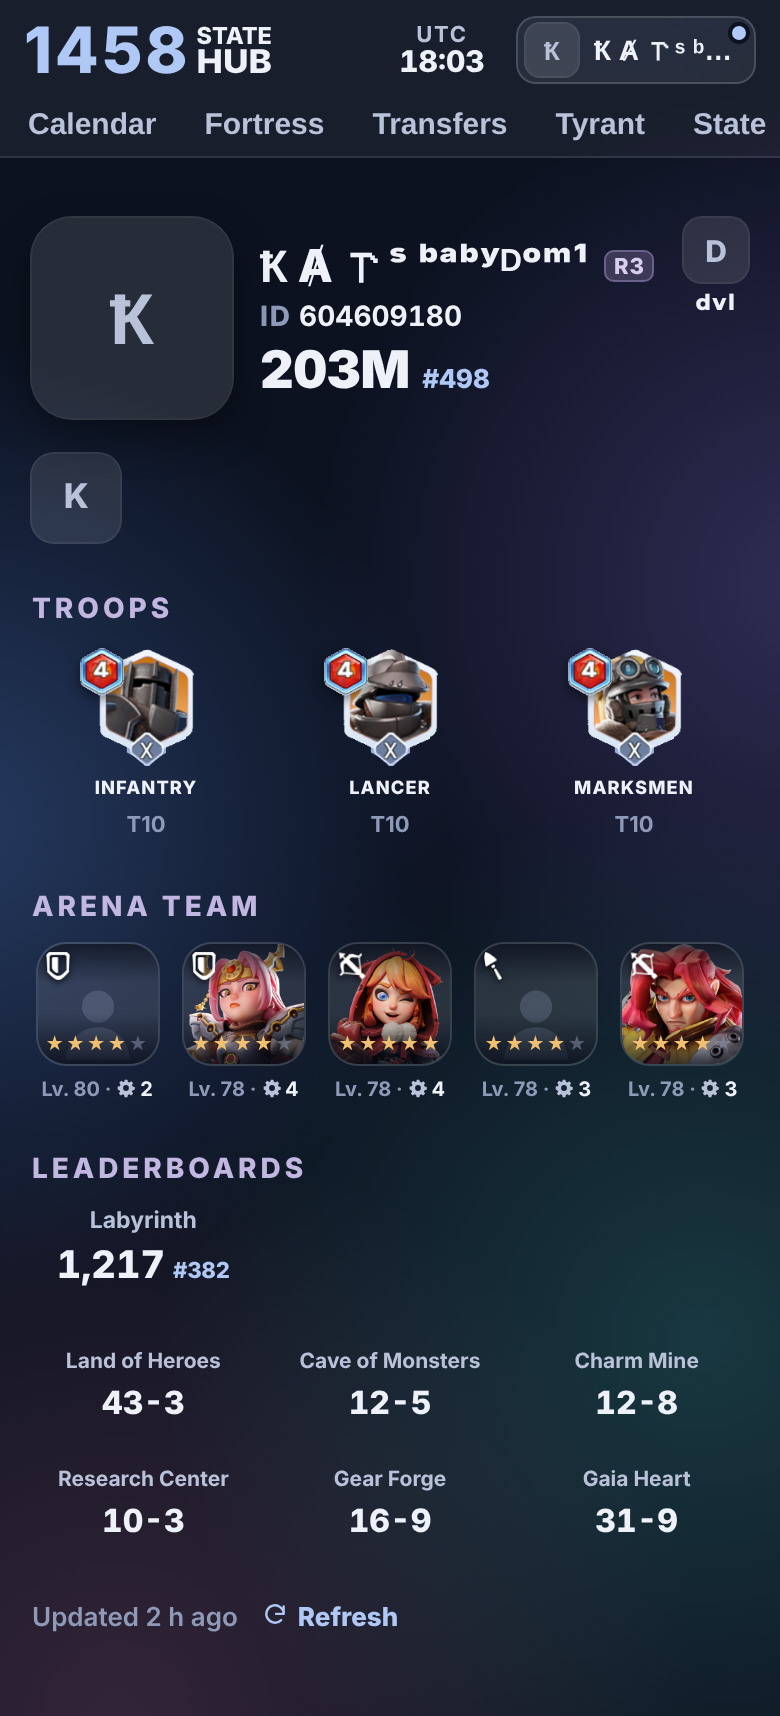 1458 STATE HUB
UTC
18:03
Ҟ
Ҟ Ⱥ Ͳ ˢ ᵇ...
Calendar Fortress Transfers Tyrant State
Ҟ
Ҟ Ⱥ Ͳ ˢ ᵇᵃᵇʸDᵒᵐ¹ R3
D
dvl
ID 604609180
203M #498
K
TROOPS
4 4 4
X X X
INFANTRY LANCER MARKSMEN
T10 T10 T10
ARENA TEAM
Lv. 80 · 2 Lv. 78 · 4 Lv. 78 · 4 Lv. 78 · 3 Lv. 78 · 3
LEADERBOARDS
Labyrinth
1,217 #382
Land of Heroes Cave of Monsters Charm Mine
43-3 12-5 12-8
Research Center Gear Forge Gaia Heart
10-3 16-9 31-9
Updated 2 h ago Refresh